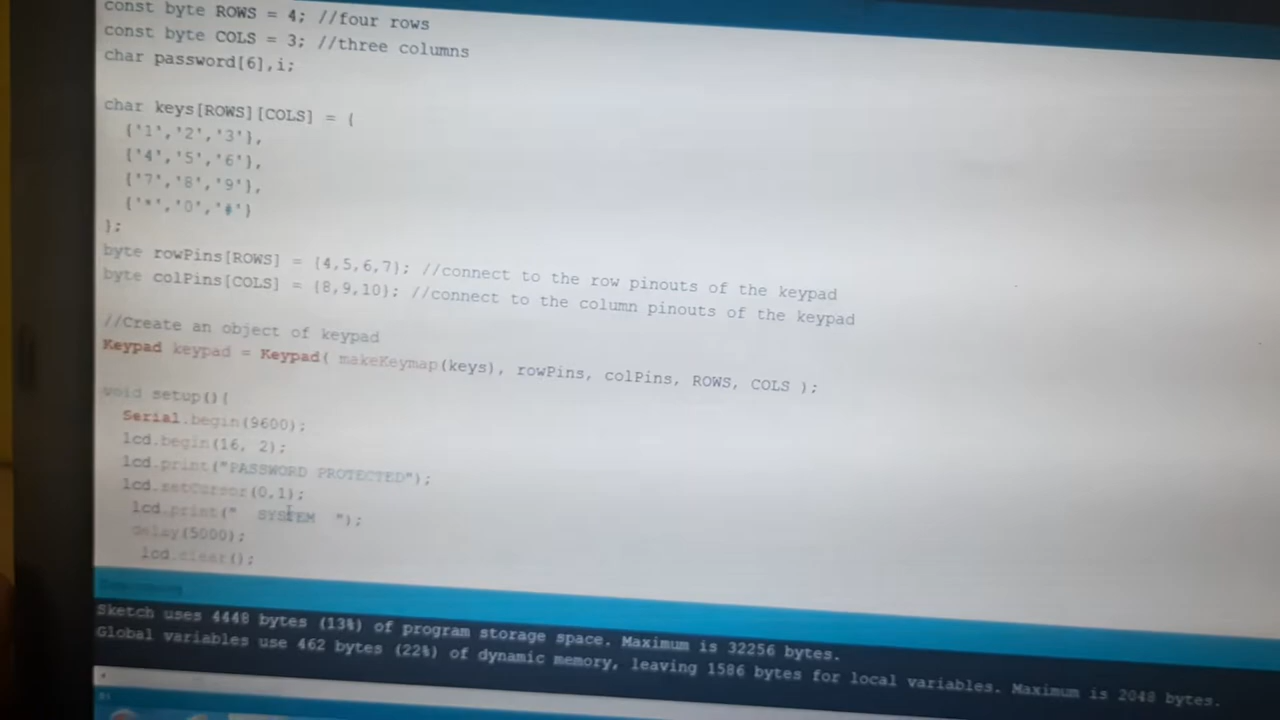 const byte ROWS = 4; //four rows
const byte COLS = 3; //three columns
char password[6],i;
char keys[ROWS][COLS] = {
{'1','2','3'},
{'4','5','6'},
{'7','8','9'},
{'*','0','#'}
};
byte rowPins[ROWS] = {4,5,6,7}; //connect to the row pinouts of the keypad
byte colPins[COLS] = {8,9,10}; //connect to the column pinouts of the keypad
//Create an object of keypad
Keypad keypad = Keypad( makeKeymap(keys), rowPins, colPins, ROWS, COLS );
void setup(){
Serial.begin(9600);
lcd.begin(16, 2);
lcd.print("PASSWORD PROTECTED");
lcd.setCursor(0,1);
lcd.print("  SYSTEM  ");
delay(5000);
lcd.clear();
Sketch uses 4448 bytes (13%) of program storage space. Maximum is 32256 bytes.
Global variables use 462 bytes (22%) of dynamic memory, leaving 1586 bytes for local variables. Maximum is 2048 bytes.